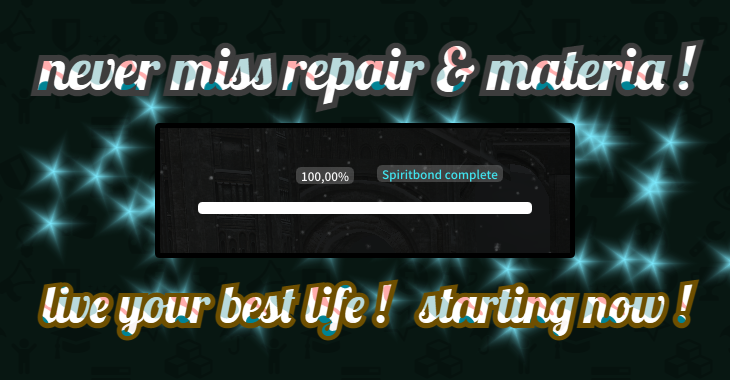 never miss repair & materia !
100,00% Spiritbond complete
live your best life ! starting now !